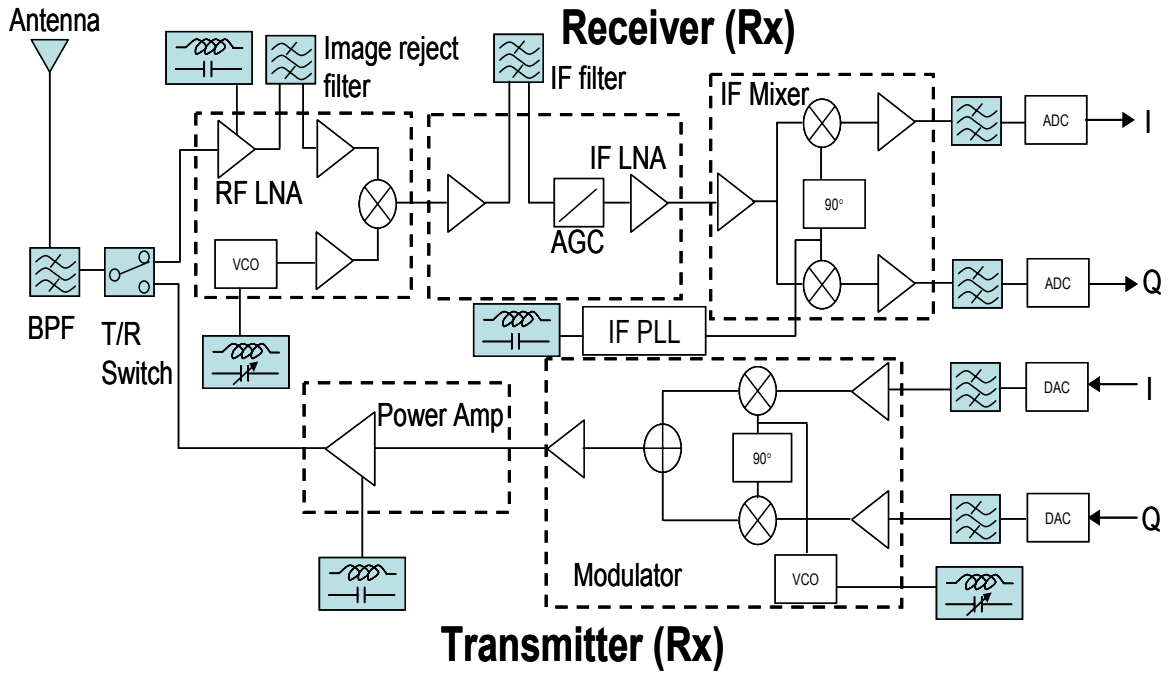 Antenna
Receiver (Rx)
Image reject
filter
IF filter
IF Mixer
ADC
I
RF LNA
IF LNA
AGC
90°
VCO
ADC
Q
BPF
T/R
Switch
IF PLL
Power Amp
DAC
I
90°
DAC
Q
Modulator
VCO
Transmitter (Rx)